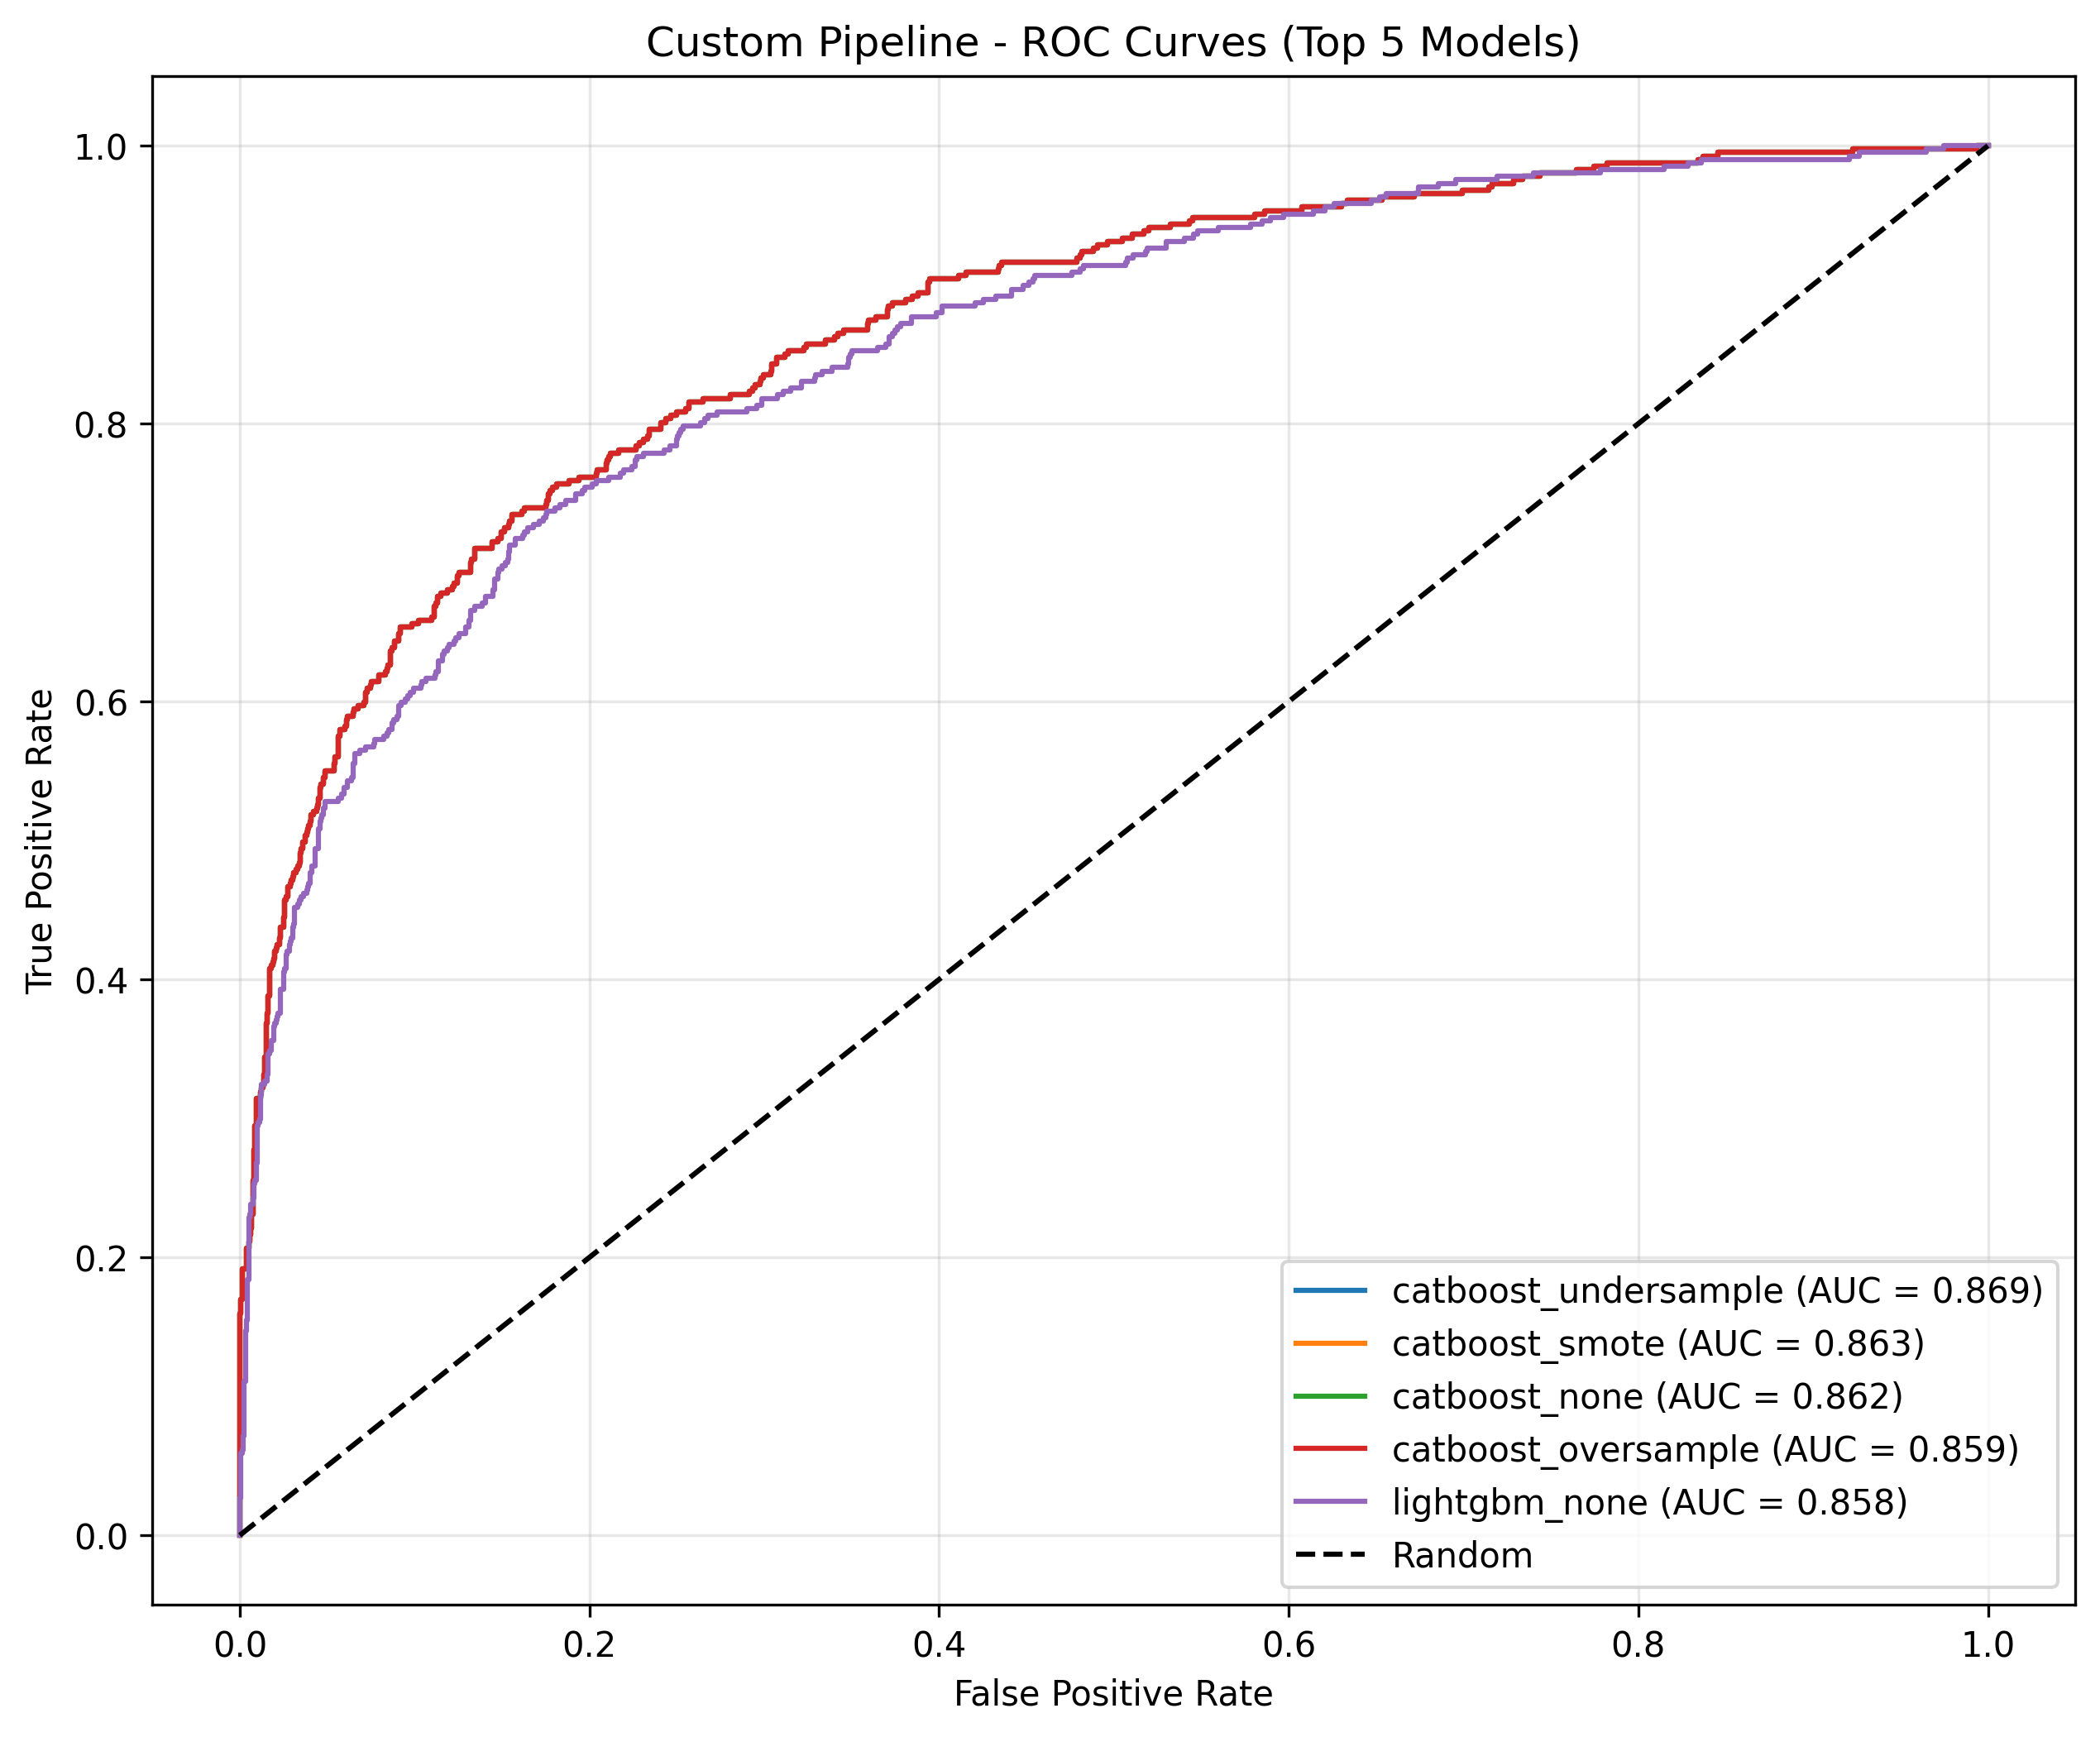 Custom Pipeline - ROC Curves (Top 5 Models)
True Positive Rate
1.0
0.8
0.6
0.4
0.2
0.0
catboost_undersample (AUC = 0.869)
catboost_smote (AUC = 0.863)
catboost_none (AUC = 0.862)
catboost_oversample (AUC = 0.859)
lightgbm_none (AUC = 0.858)
Random
0.0 0.2 0.4 0.6 0.8 1.0
False Positive Rate